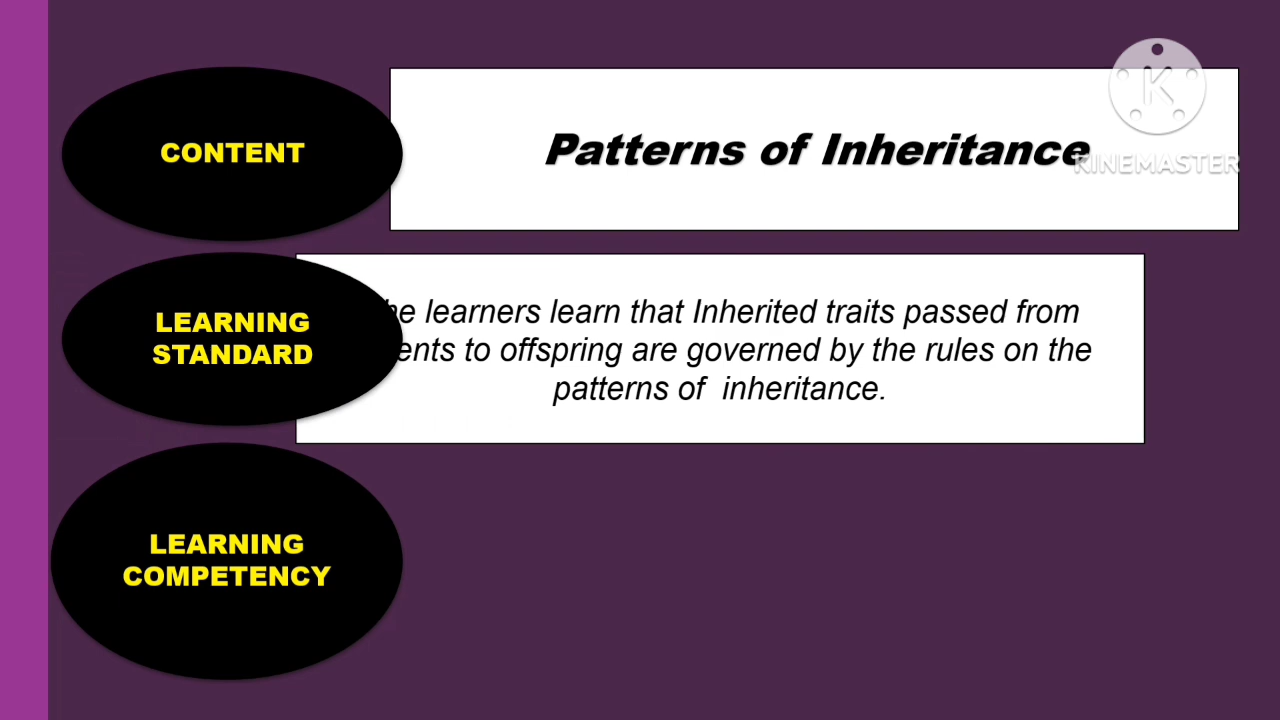 CONTENT
Patterns of Inheritance
KINEMASTER
LEARNING
STANDARD
learners learn that Inherited traits passed from
to offspring are governed by the rules on the
patterns of inheritance.
LEARNING
COMPETENCY